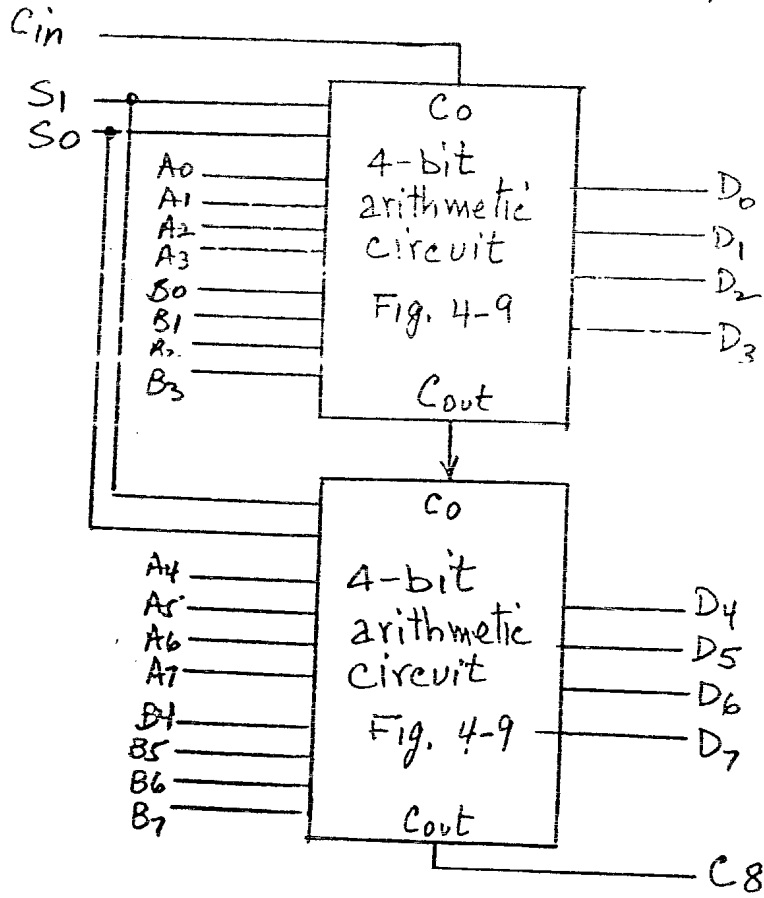 Cin
S1
S0
C0
4-bit
arithmetic
circuit
Fig. 4-9
Cout
A0
A1
A2
A3
B0
B1
B3
D0
D1
D2
D3
C0
4-bit
arithmetic
circuit
Fig. 4-9
Cout
A4
A5
A6
A7
B4
B5
B6
B7
D4
D5
D6
D7
C8